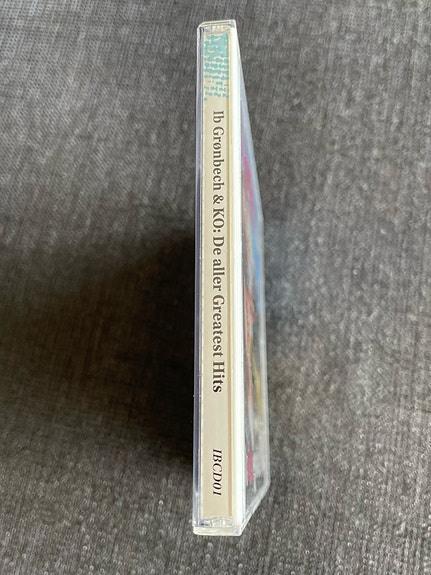 Ib Grønbech & KO: De aller Greatest Hits
IBCD01